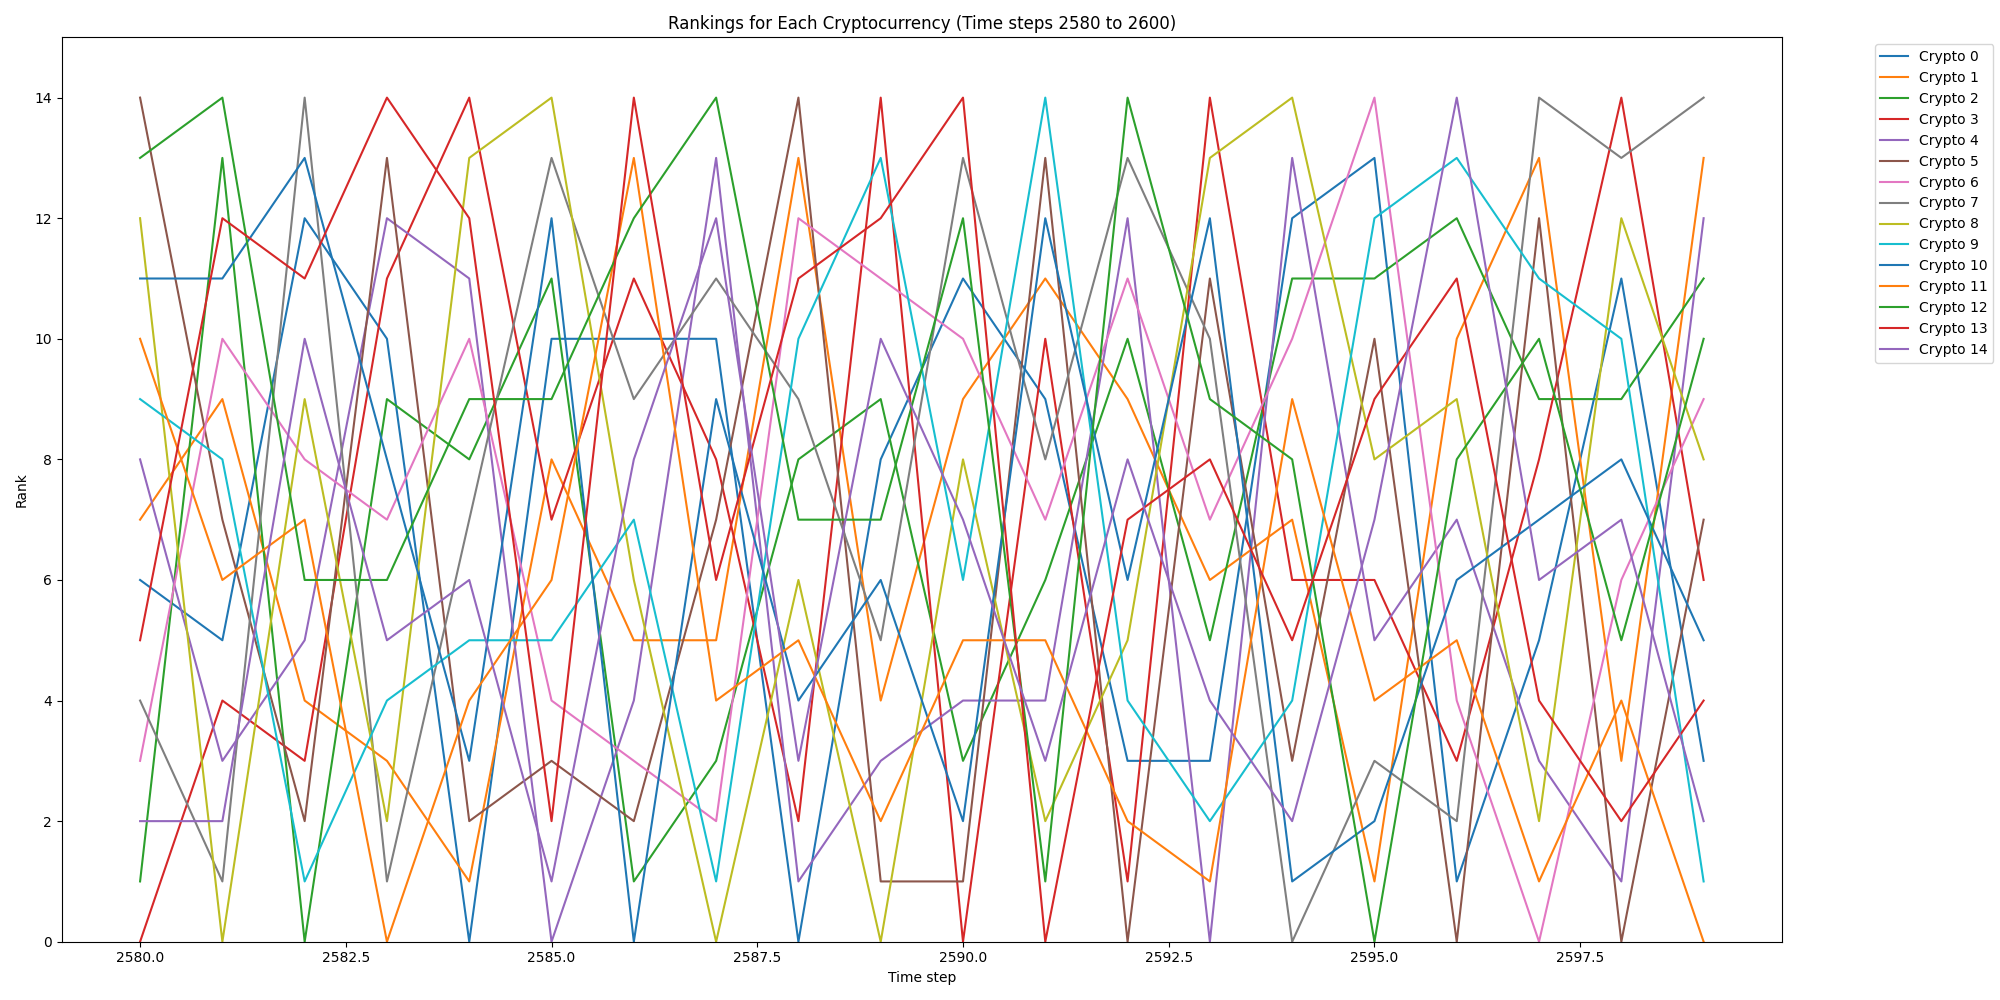 Rankings for Each Cryptocurrency (Time steps 2580 to 2600)
Rank
14
12
10
8
6
4
2
0
2580.0
2582.5
2585.0
2587.5
2590.0
2592.5
2595.0
2597.5
Time step
Crypto 0
Crypto 1
Crypto 2
Crypto 3
Crypto 4
Crypto 5
Crypto 6
Crypto 7
Crypto 8
Crypto 9
Crypto 10
Crypto 11
Crypto 12
Crypto 13
Crypto 14